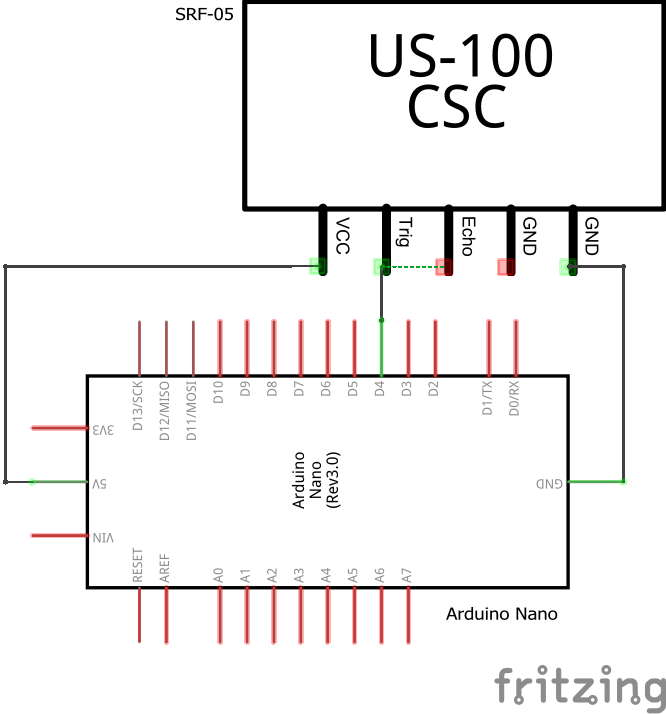 SRF-05
US-100
CSC
VCC
Trig
Echo
GND
GND
D13/SCK
D12/MISO
D11/MOSI
D10
D9
D8
D7
D6
D5
D4
D3
D2
D1/TX
D0/RX
3V3
5V
VIN
Arduino
Nano
(Rev3.0)
GND
RESET
AREF
A0
A1
A2
A3
A4
A5
A6
A7
Arduino Nano
fritzing